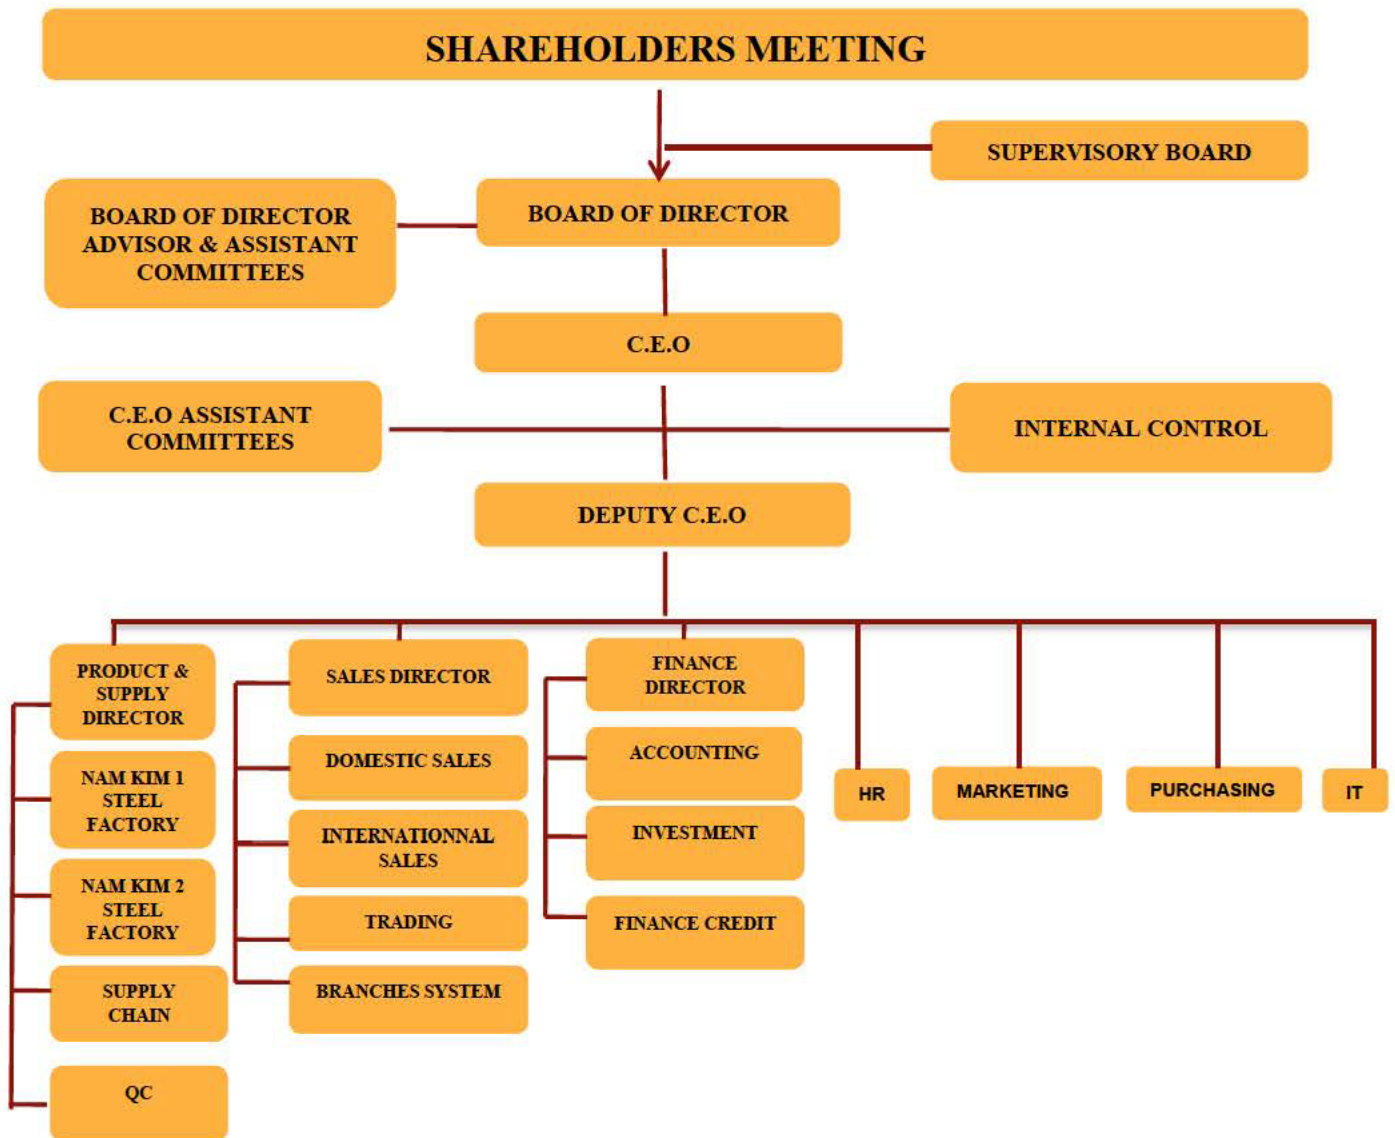 SHAREHOLDERS MEETING
SUPERVISORY BOARD
BOARD OF DIRECTOR
ADVISOR & ASSISTANT
COMMITTEES
BOARD OF DIRECTOR
C.E.O
C.E.O ASSISTANT
COMMITTEES
INTERNAL CONTROL
DEPUTY C.E.O
PRODUCT &
SUPPLY
DIRECTOR
NAM KIM 1
STEEL
FACTORY
NAM KIM 2
STEEL
FACTORY
SUPPLY
CHAIN
QC
SALES DIRECTOR
DOMESTIC SALES
INTERNATIONNAL
SALES
TRADING
BRANCHES SYSTEM
FINANCE
DIRECTOR
ACCOUNTING
INVESTMENT
FINANCE CREDIT
HR
MARKETING
PURCHASING
IT